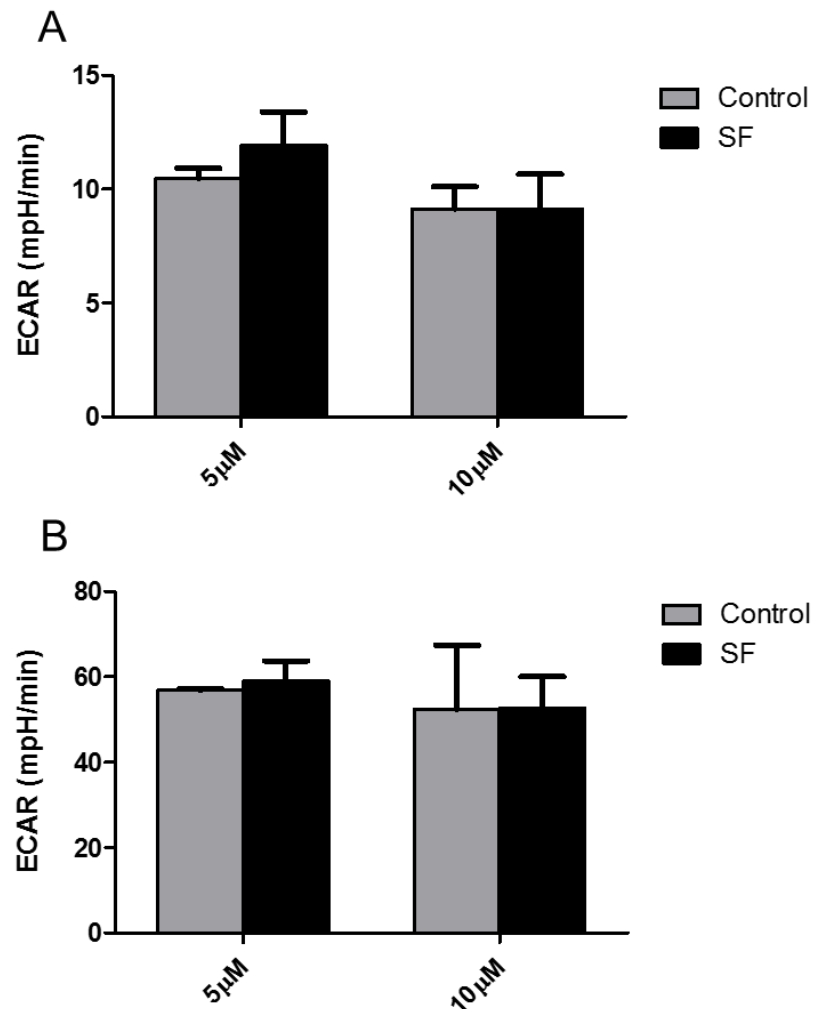 A
15
10
5
0
ECAR (mpH/min)
5µM
10µM
Control
SF
B
80
60
40
20
0
ECAR (mpH/min)
5µM
10µM
Control
SF